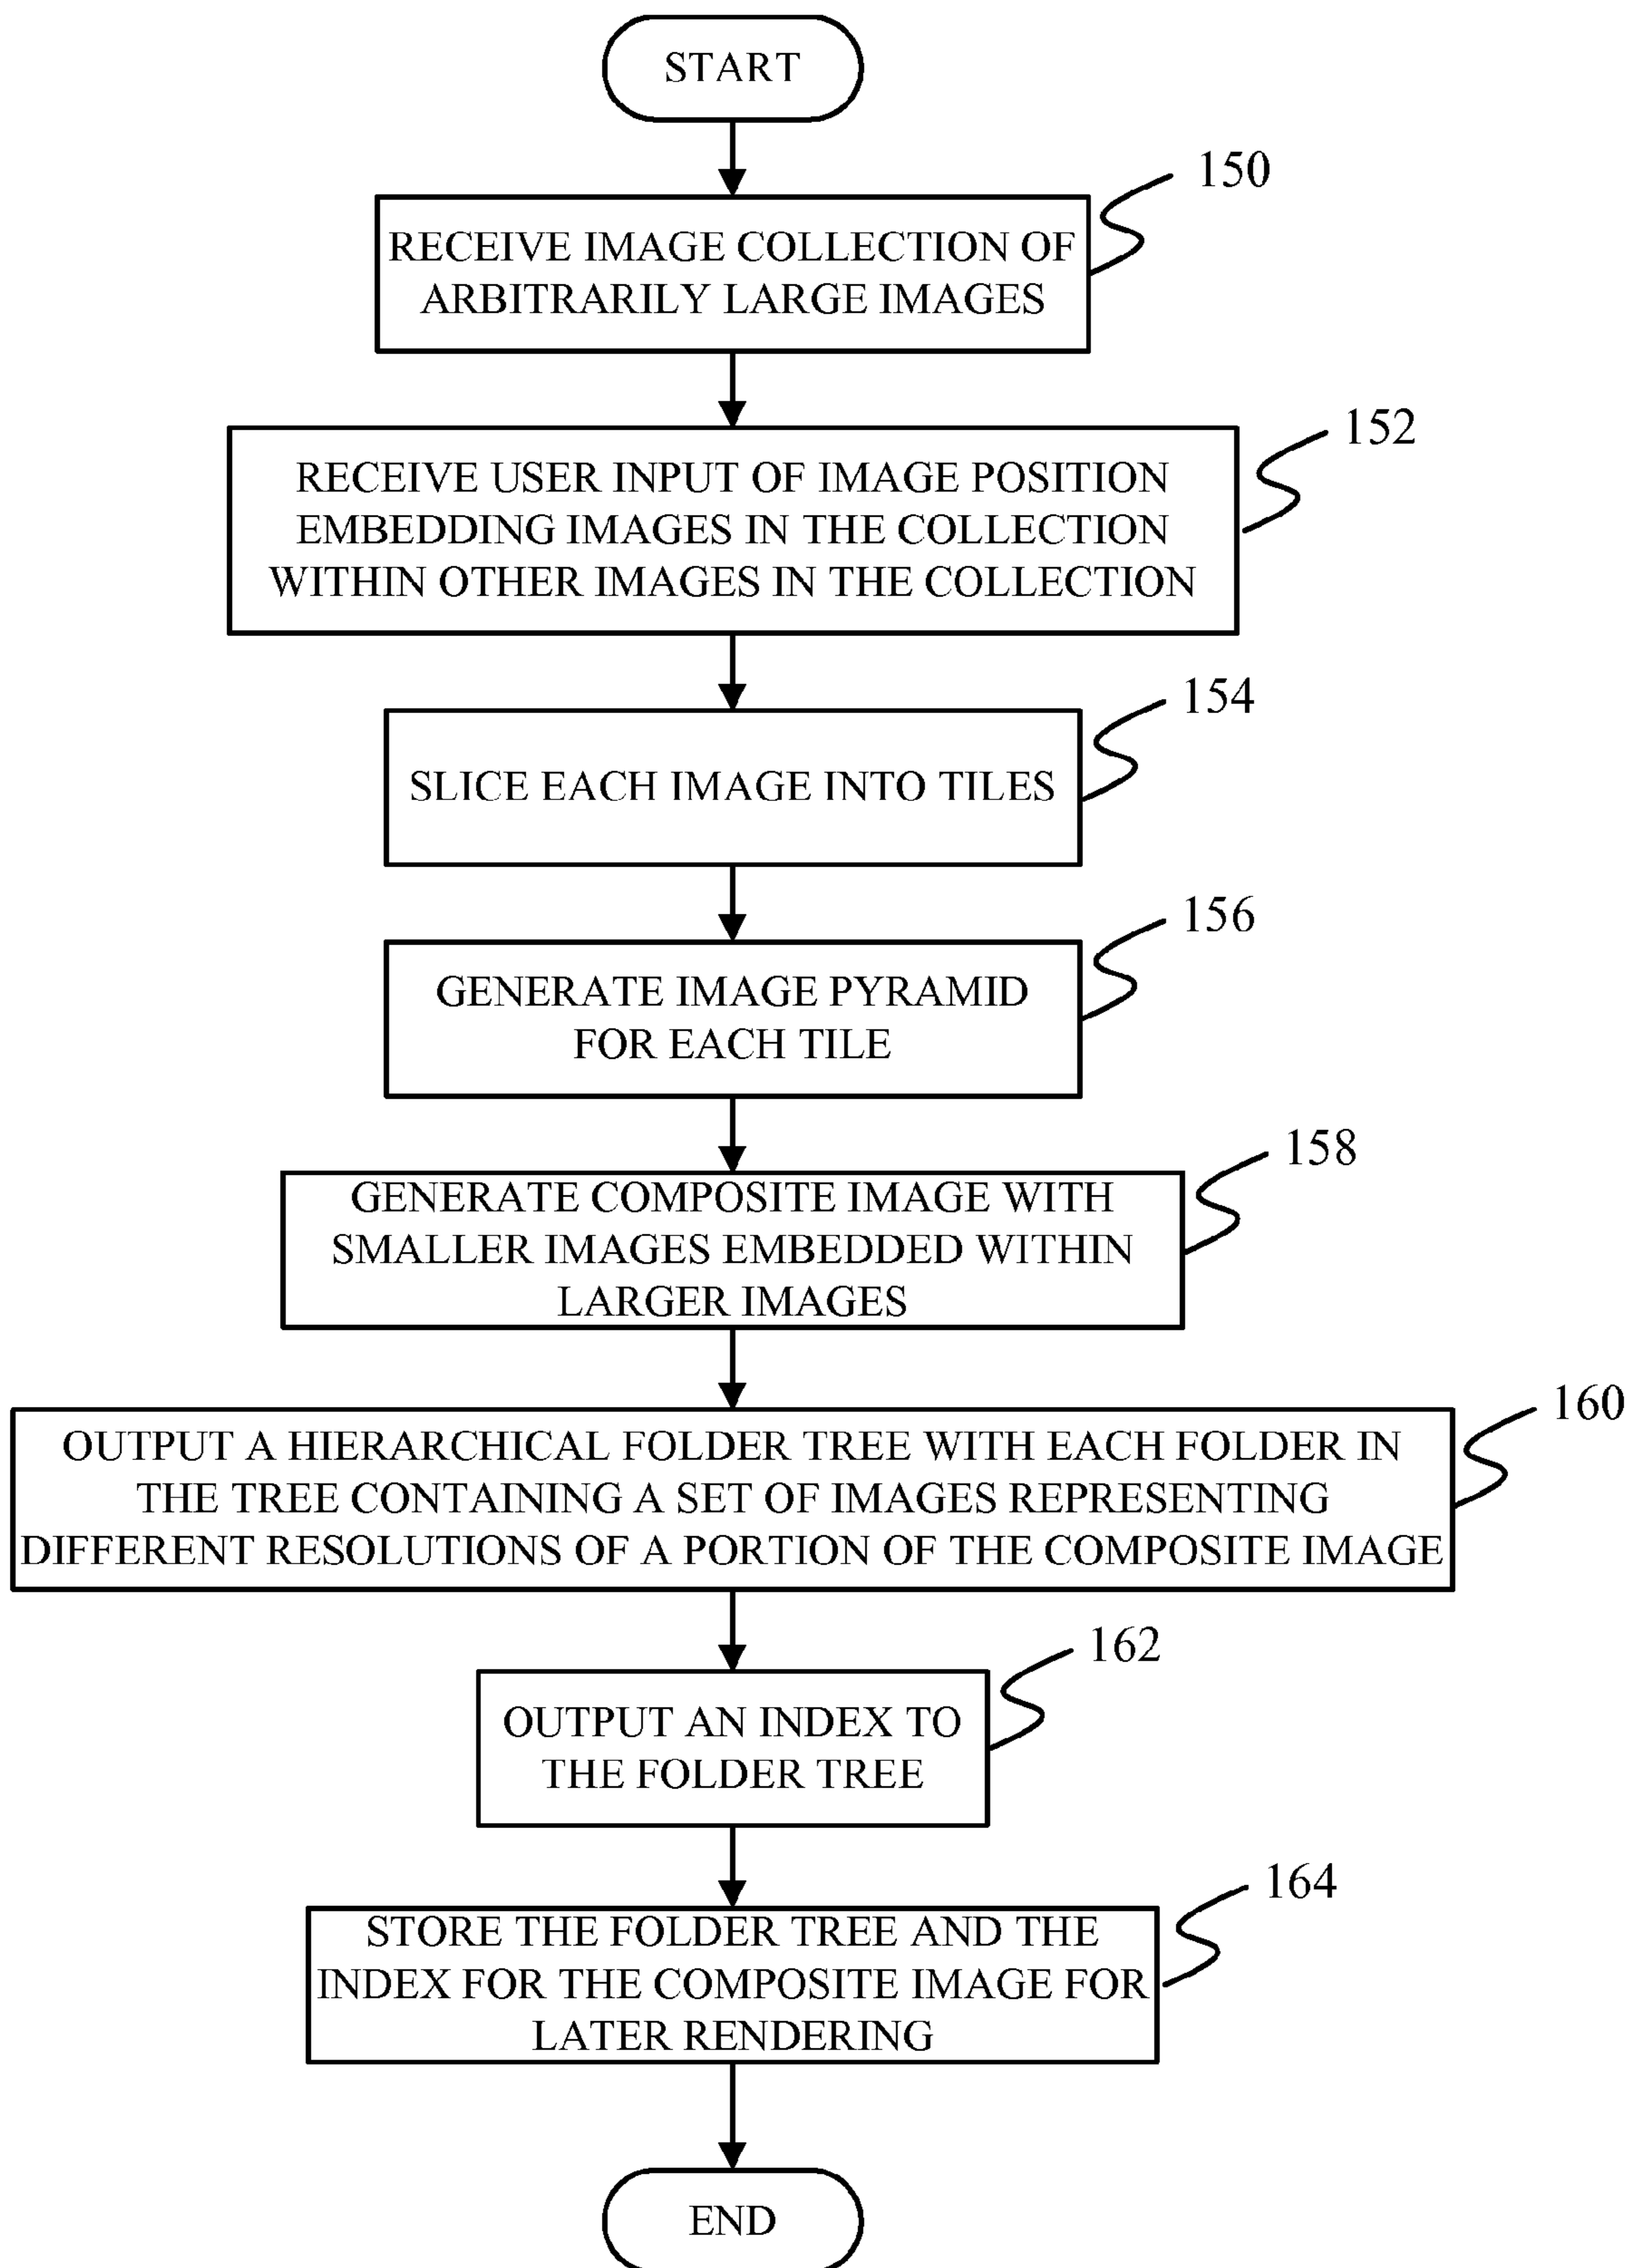 START
150
RECEIVE IMAGE COLLECTION OF
ARBITRARILY LARGE IMAGES
152
RECEIVE USER INPUT OF IMAGE POSITION
EMBEDDING IMAGES IN THE COLLECTION
WITHIN OTHER IMAGES IN THE COLLECTION
154
SLICE EACH IMAGE INTO TILES
156
GENERATE IMAGE PYRAMID
FOR EACH TILE
158
GENERATE COMPOSITE IMAGE WITH
SMALLER IMAGES EMBEDDED WITHIN
LARGER IMAGES
160
OUTPUT A HIERARCHICAL FOLDER TREE WITH EACH FOLDER IN
THE TREE CONTAINING A SET OF IMAGES REPRESENTING
DIFFERENT RESOLUTIONS OF A PORTION OF THE COMPOSITE IMAGE
162
OUTPUT AN INDEX TO
THE FOLDER TREE
164
STORE THE FOLDER TREE AND THE
INDEX FOR THE COMPOSITE IMAGE FOR
LATER RENDERING
END